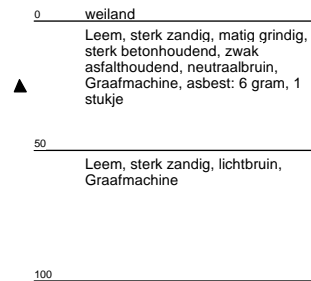 0 weiland
Leem, sterk zandig, matig grindig,
sterk betonhoudend, zwak
asfalthoudend, neutraalbruin,
Graafmachine, asbest: 6 gram, 1
stukje
50
Leem, sterk zandig, lichtbruin,
Graafmachine
100